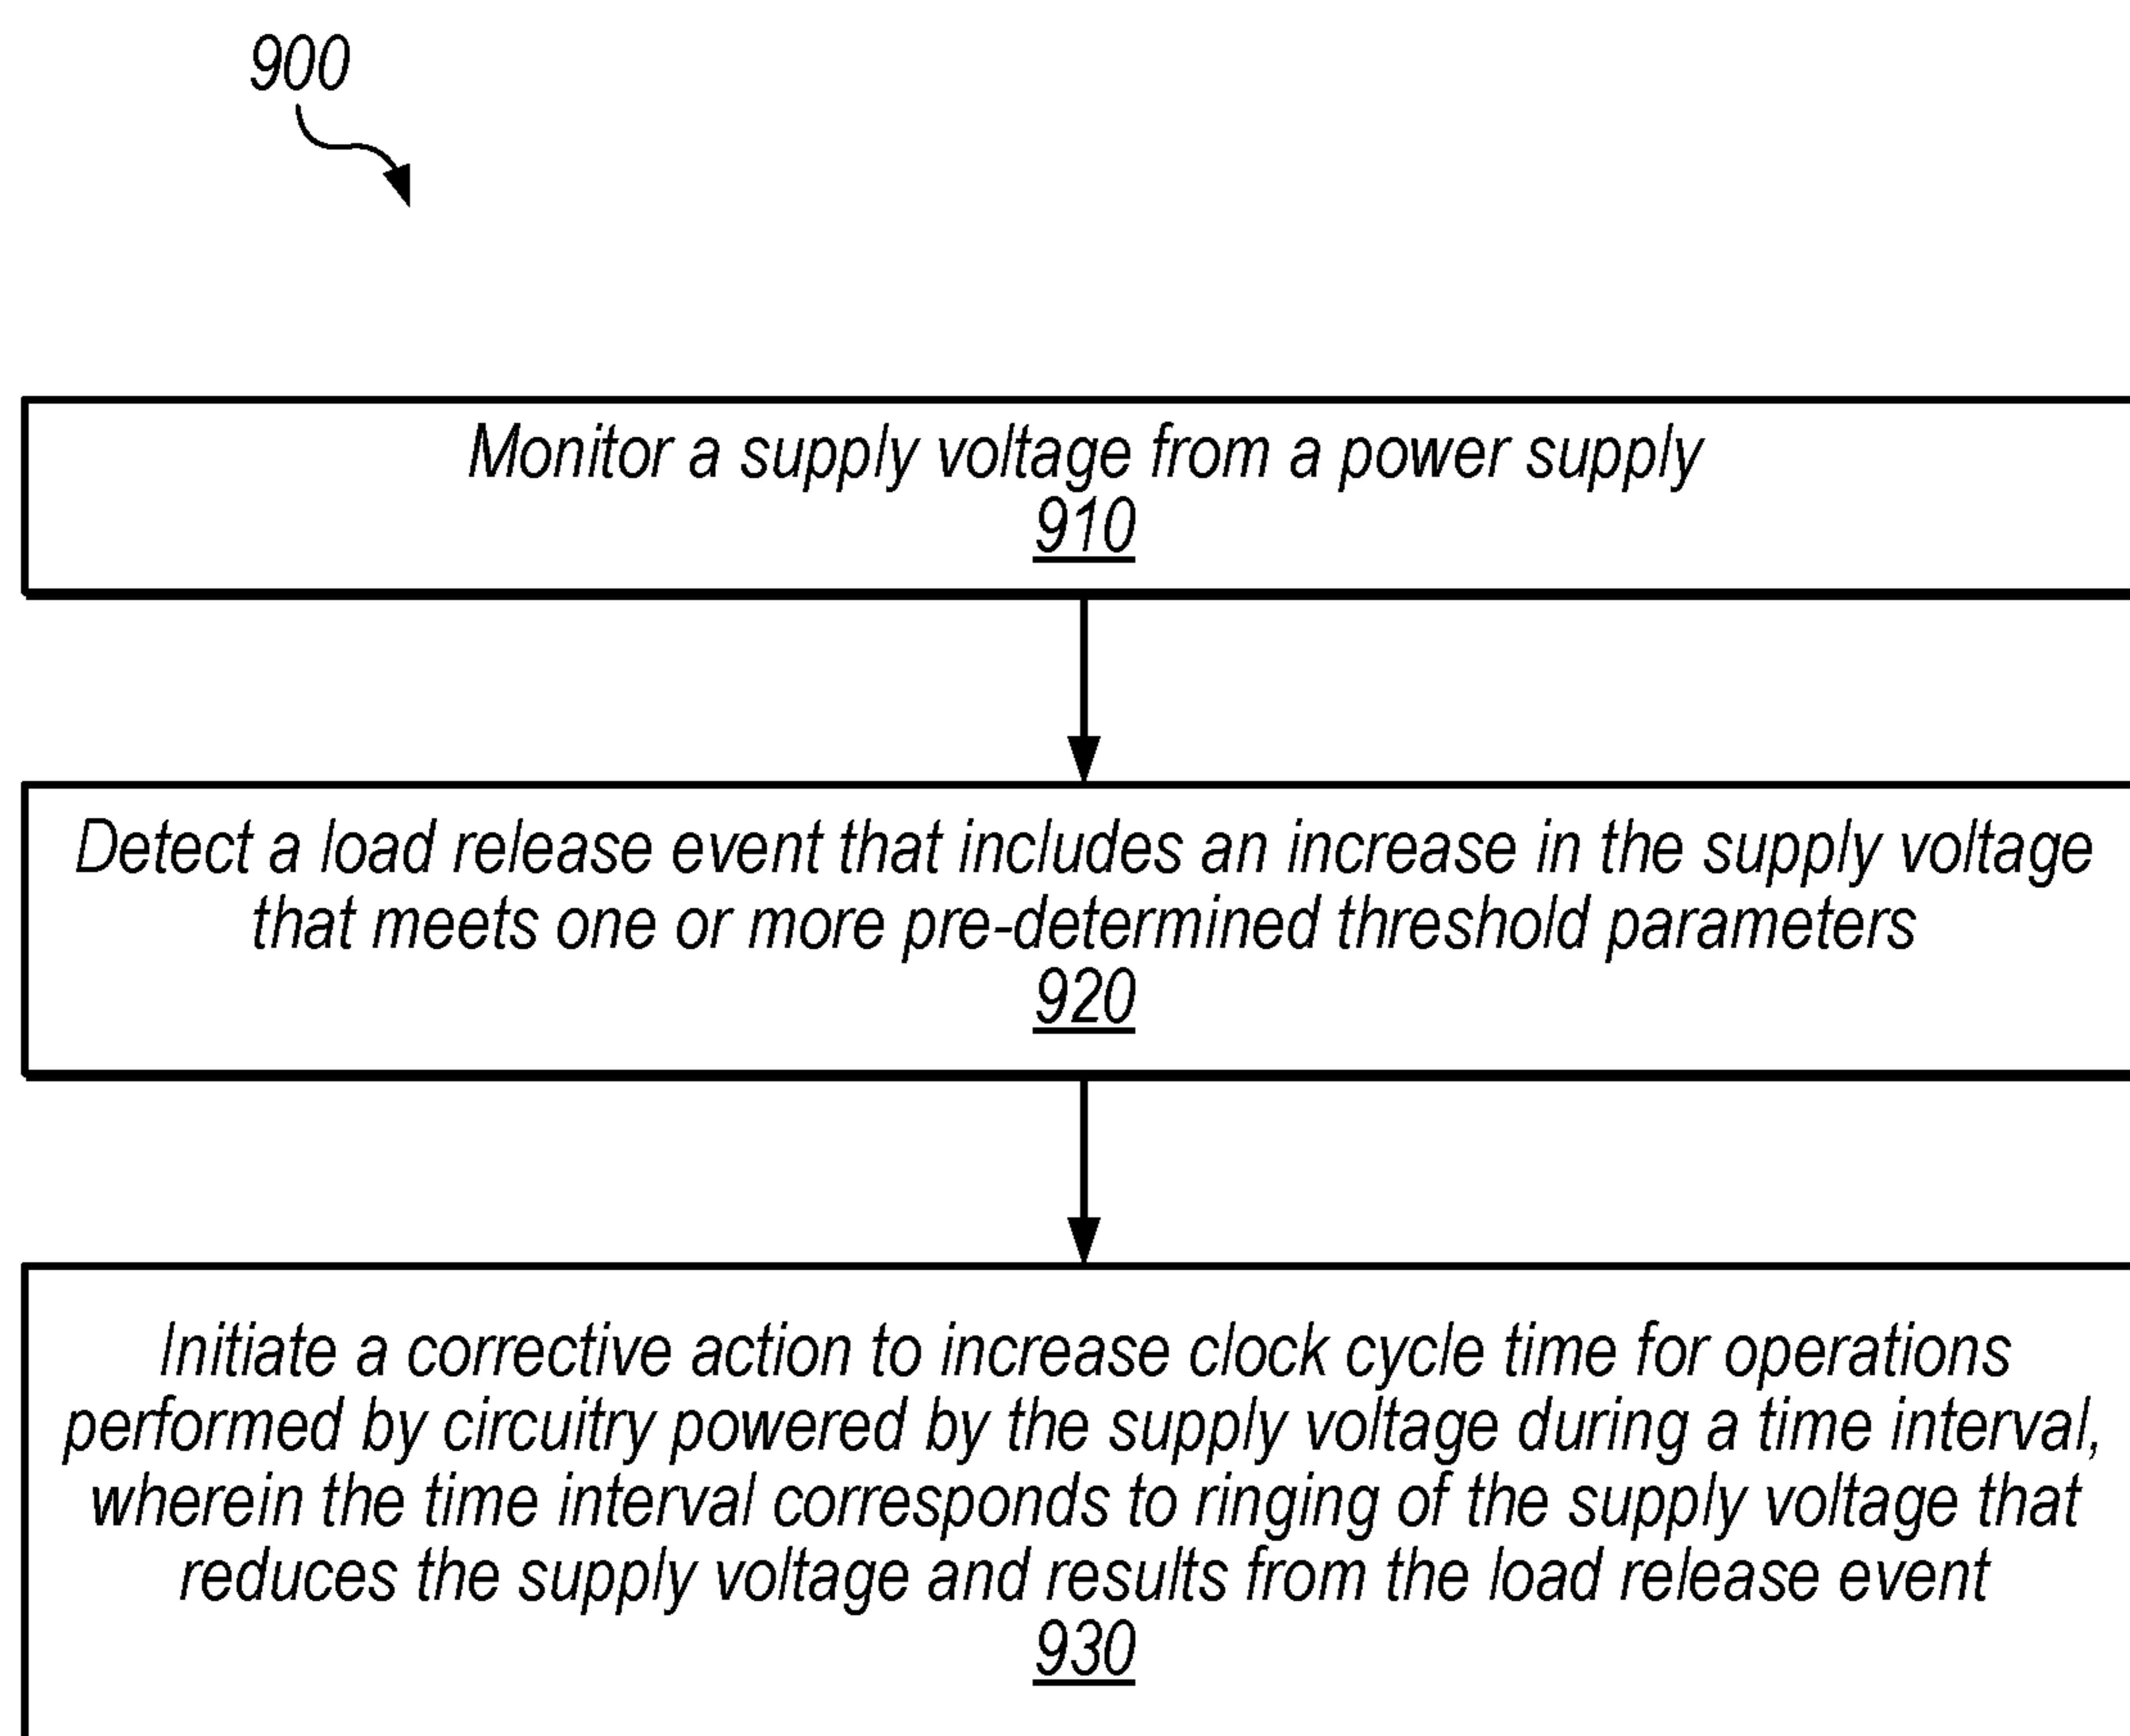 900
Monitor a supply voltage from a power supply
910
Detect a load release event that includes an increase in the supply voltage
that meets one or more pre-determined threshold parameters
920
Initiate a corrective action to increase clock cycle time for operations
performed by circuitry powered by the supply voltage during a time interval,
wherein the time interval corresponds to ringing of the supply voltage that
reduces the supply voltage and results from the load release event
930